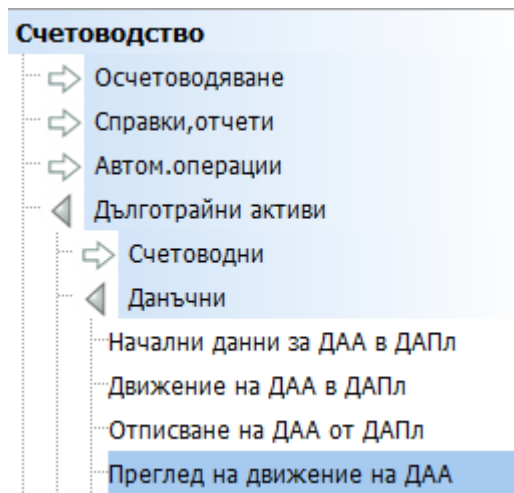 Счетоводство
Осчетоводяване
Справки,отчети
Автом.операции
Дълготрайни активи
Счетоводни
Данъчни
Начални данни за ДАА в ДАПл
Движение на ДАА в ДАПл
Отписване на ДАА от ДАПл
Преглед на движение на ДАА